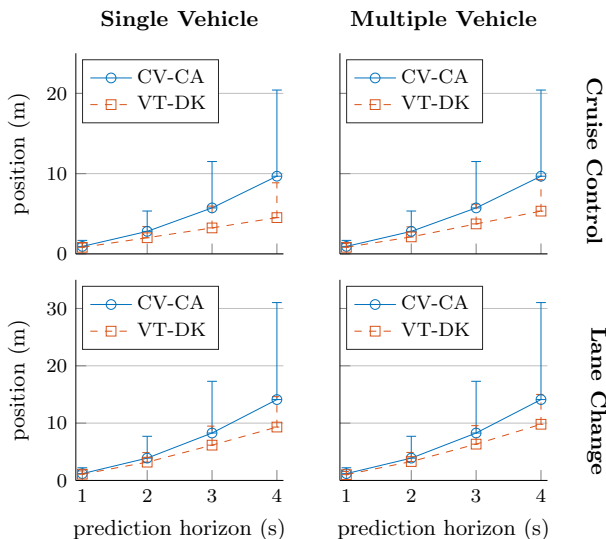 Single Vehicle Multiple Vehicle
CV-CA
VT-DK
CV-CA
VT-DK
20
10
0
position (m)
Cruise Control
CV-CA
VT-DK
CV-CA
VT-DK
30
20
10
0
position (m)
Lane Change
1 2 3 4 1 2 3 4
prediction horizon (s) prediction horizon (s)